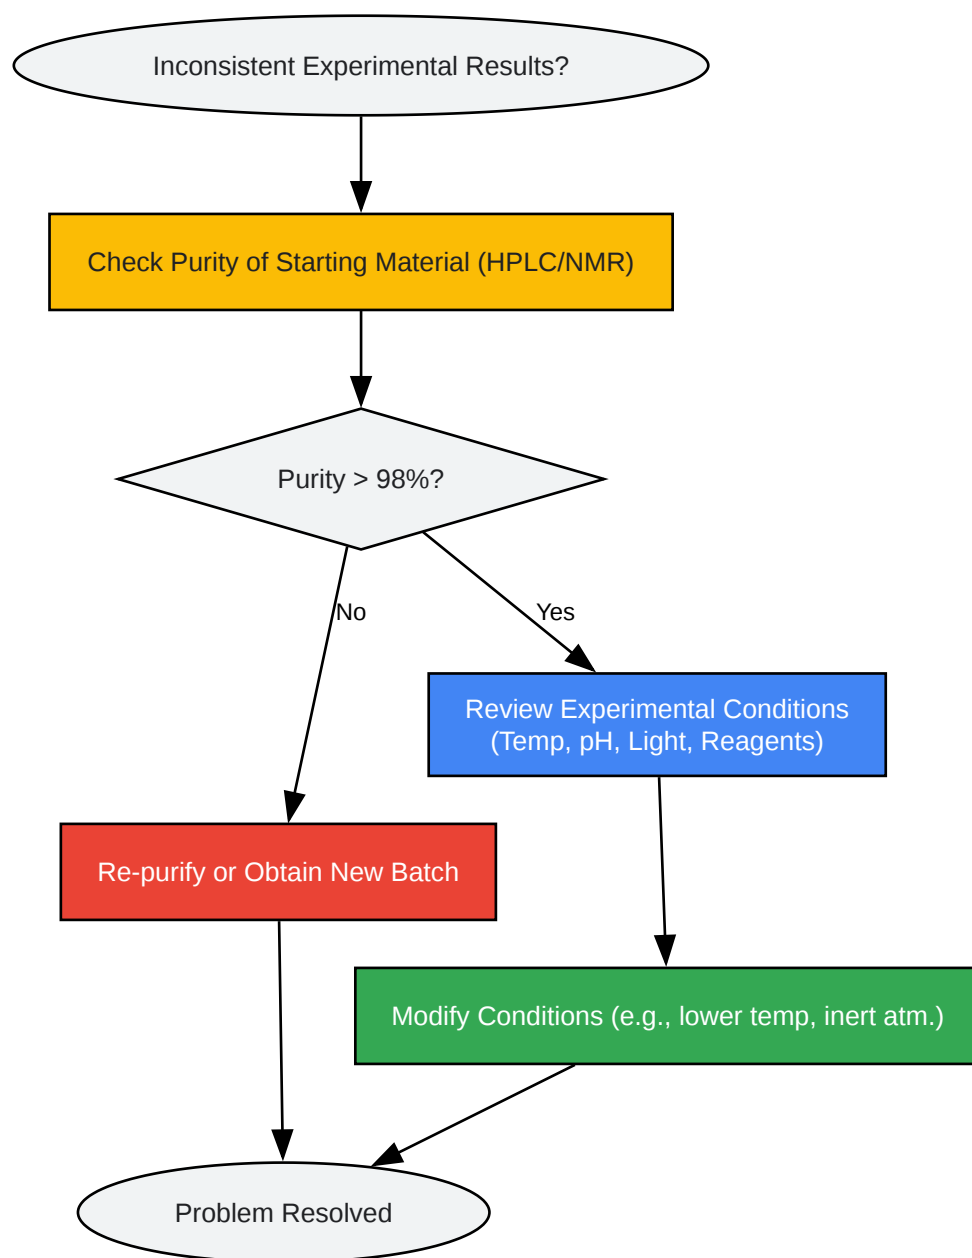 Inconsistent Experimental Results?
Check Purity of Starting Material (HPLC/NMR)
Purity > 98%?
No
Yes
Review Experimental Conditions
(Temp, pH, Light, Reagents)
Re-purify or Obtain New Batch
Modify Conditions (e.g., lower temp, inert atm.)
Problem Resolved